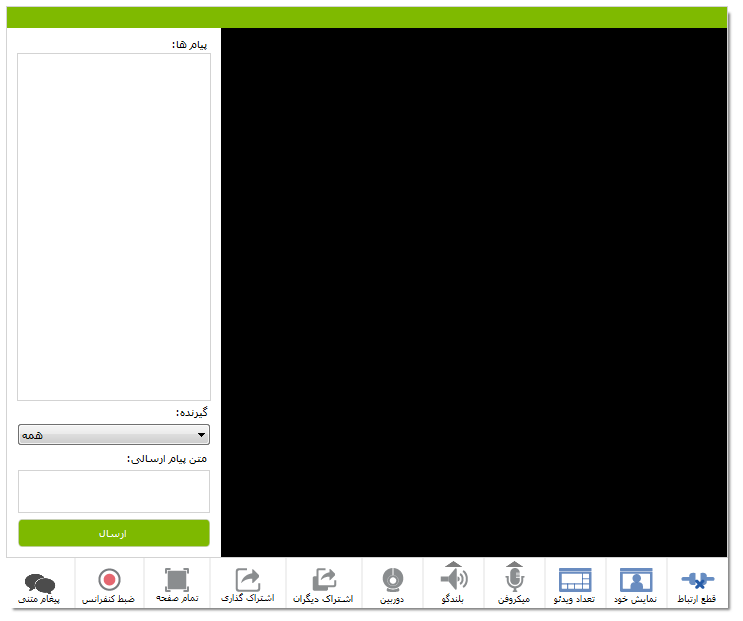 پیام ها:
گیرنده:
همه
متن پیام ارسالی:
ارسال
قطع ارتباط
نمایش خود
تعداد ویدئو
میکروفن
بلندگو
دوربین
اشتراک دیگران
اشتراک گذاری
تمام صفحه
ضبط کنفرانس
پیغام متنی